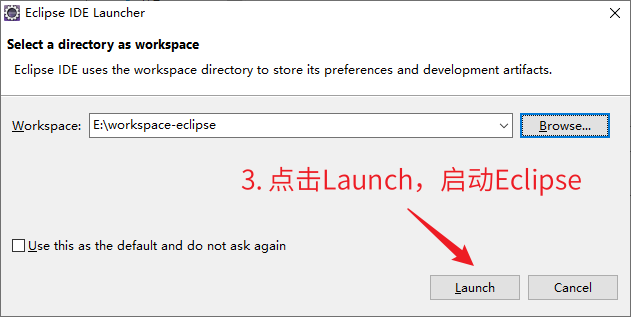 Eclipse IDE Launcher
Select a directory as workspace
Eclipse IDE uses the workspace directory to store its preferences and development artifacts.
Workspace: E:\workspace-eclipse Browse...
3. 点击Launch，启动Eclipse
Use this as the default and do not ask again
Launch Cancel